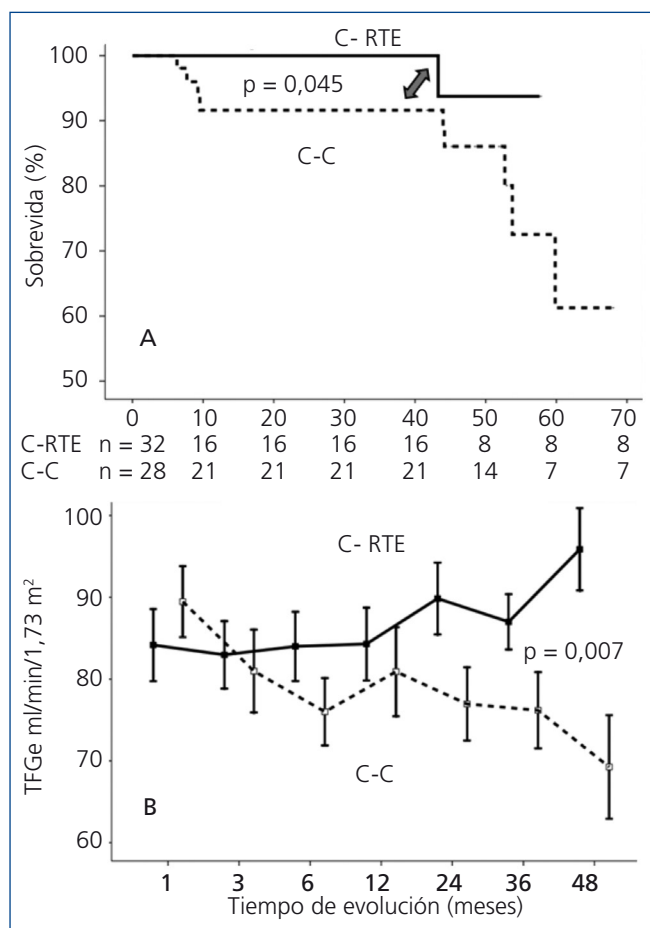 C- RTE
100
p = 0,045
90
C-C
80
70
60
50
Sobrevida (%)
A
0 10 20 30 40 50 60 70
C-RTE n = 32 16 16 16 16 8 8 8
C-C n = 28 21 21 21 21 14 7 7
100
C- RTE
90
p = 0,007
80
70
C-C
60
TFGe ml/min/1,73 m²
B
1 3 6 12 24 36 48
Tiempo de evolución (meses)